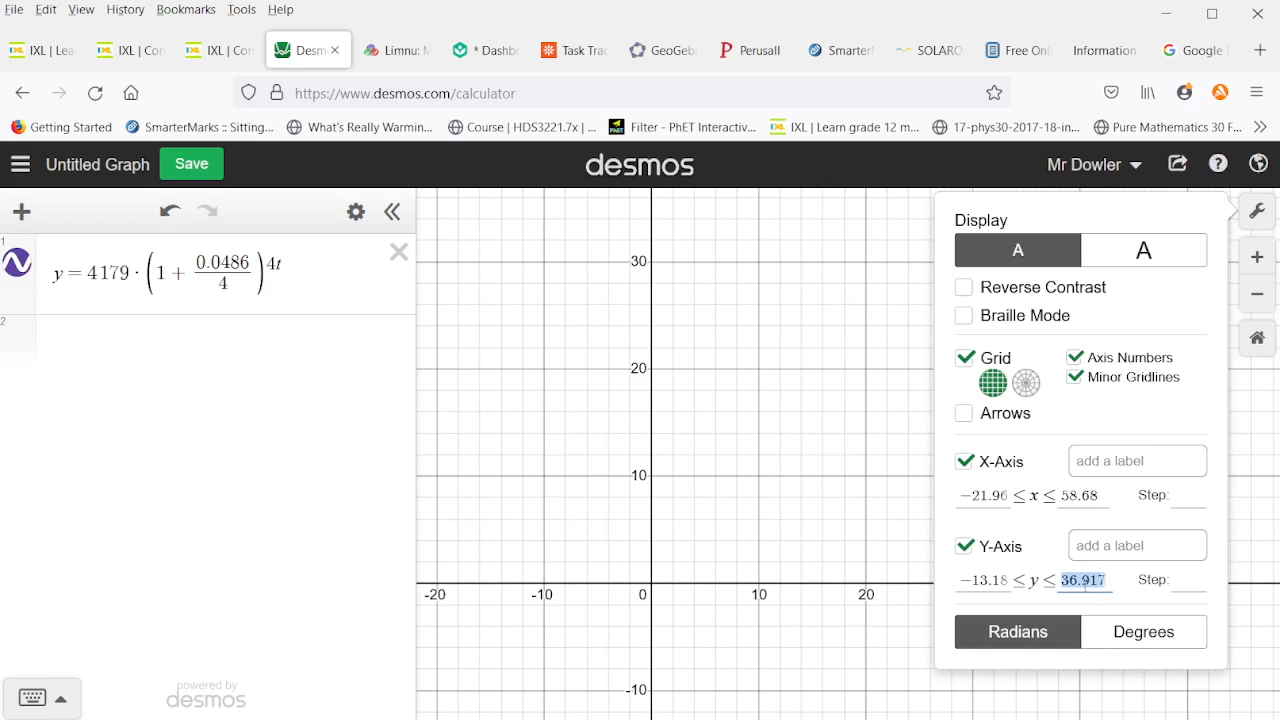 File Edit View History Bookmarks Tools Help
IXL | Lea IXL | Con IXL | Con Desm Limnu: M * Dashb Task Trac GeoGeb Perusall Smarter SOLARO Free Onl Information Google
https://www.desmos.com/calculator
Getting Started SmarterMarks :: Sitting... What's Really Warmin... Course | HDS3221.7x | ... Filter - PhET Interactiv... IXL | Learn grade 12 m... 17-phys30-2017-18-in... Pure Mathematics 30 F...
Untitled Graph Save desmos Mr Dowler
1
y = 4179 · (1 + 0.0486/4)^4t
2
30
20
10
-20 -10 0 10 20
-10
Display
A A
Reverse Contrast
Braille Mode
Grid Axis Numbers
Minor Gridlines
Arrows
X-Axis add a label
−21.96 ≤ x ≤ 58.68 Step:
Y-Axis add a label
−13.18 ≤ y ≤ 36.917 Step:
Radians Degrees
powered by
desmos